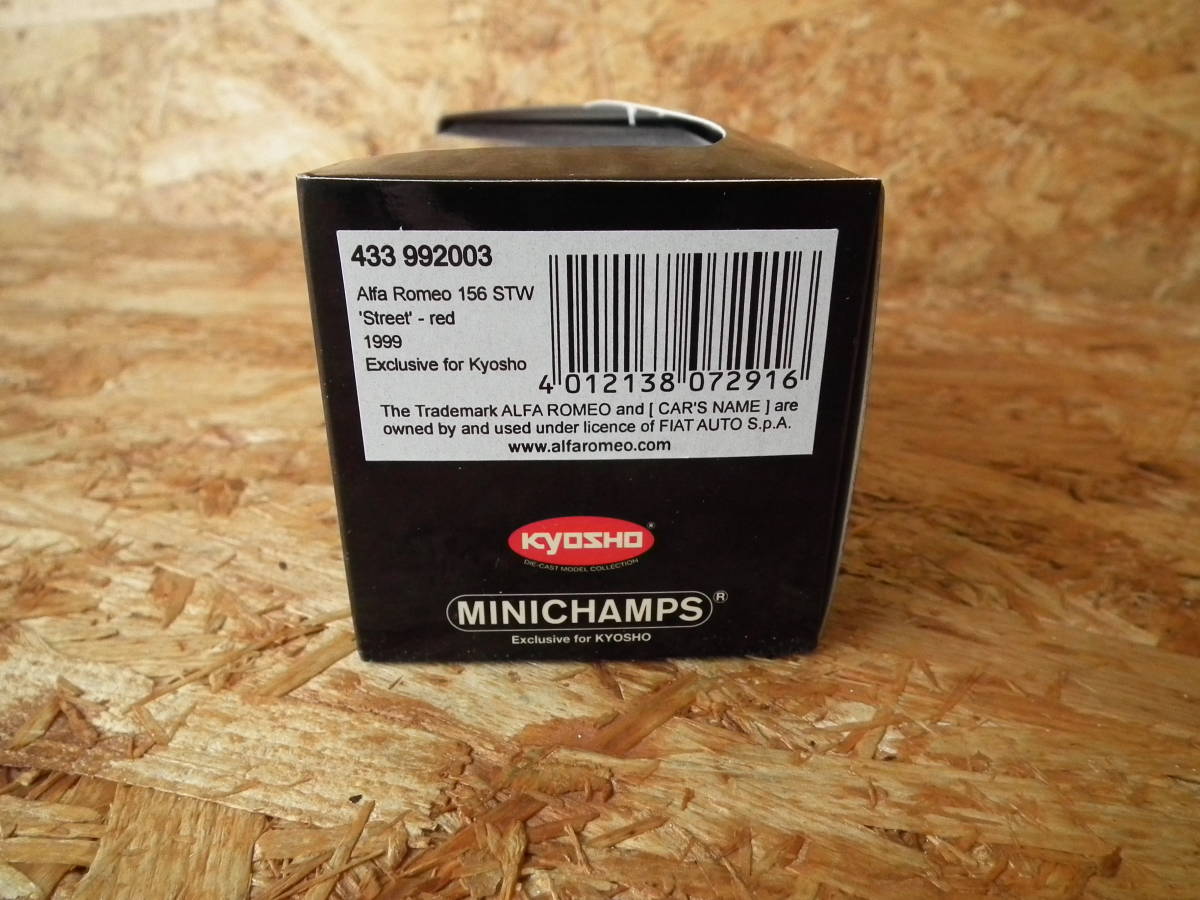 433 992003
Alfa Romeo 156 STW
'Street' - red
1999
Exclusive for Kyosho
4 012138 072916
The Trademark ALFA ROMEO and [ CAR'S NAME ] are
owned by and used under licence of FIAT AUTO S.p.A.
www.alfaromeo.com
KYOSHO®
DIE-CAST MODEL COLLECTION
MINICHAMPS®
Exclusive for KYOSHO